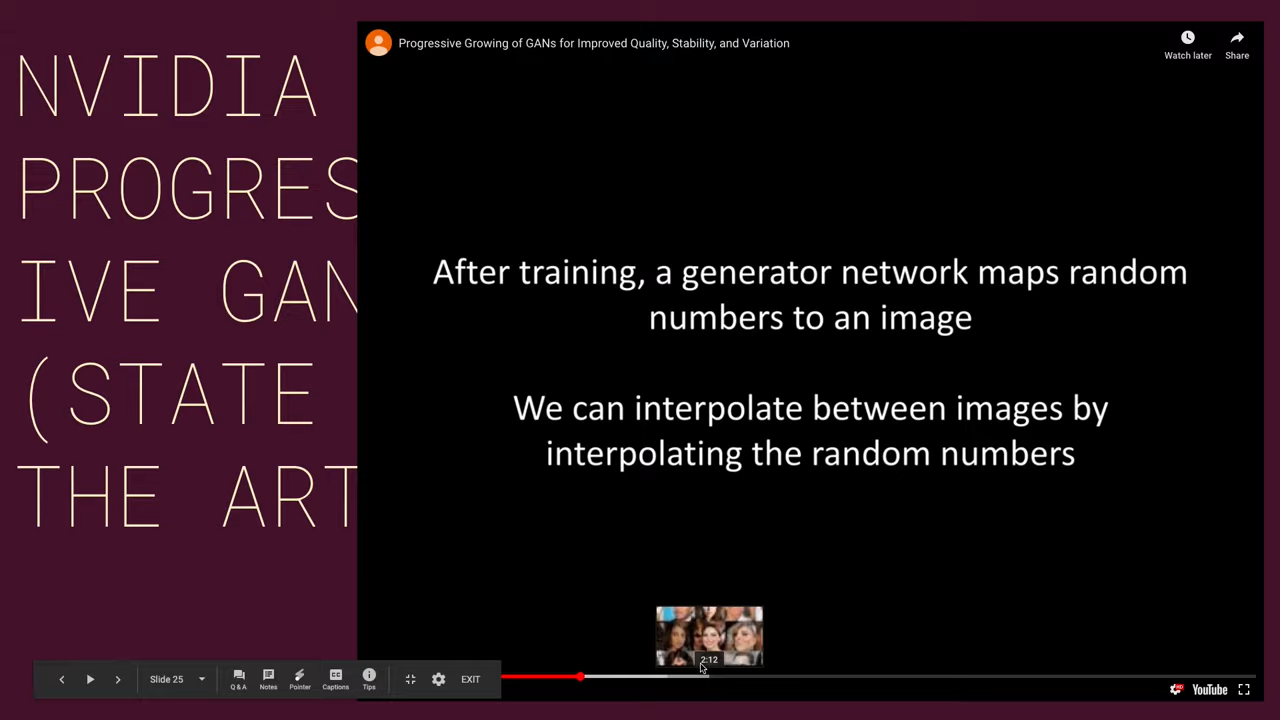 NVIDIA
PROGRES
IVE GAN
(STATE
THE ART
Progressive Growing of GANs for Improved Quality, Stability, and Variation
Watch later
Share
After training, a generator network maps random
numbers to an image
We can interpolate between images by
interpolating the random numbers
2:12
Slide 25
Q & A
Notes
Pointer
Captions
Tips
EXIT
HD
YouTube